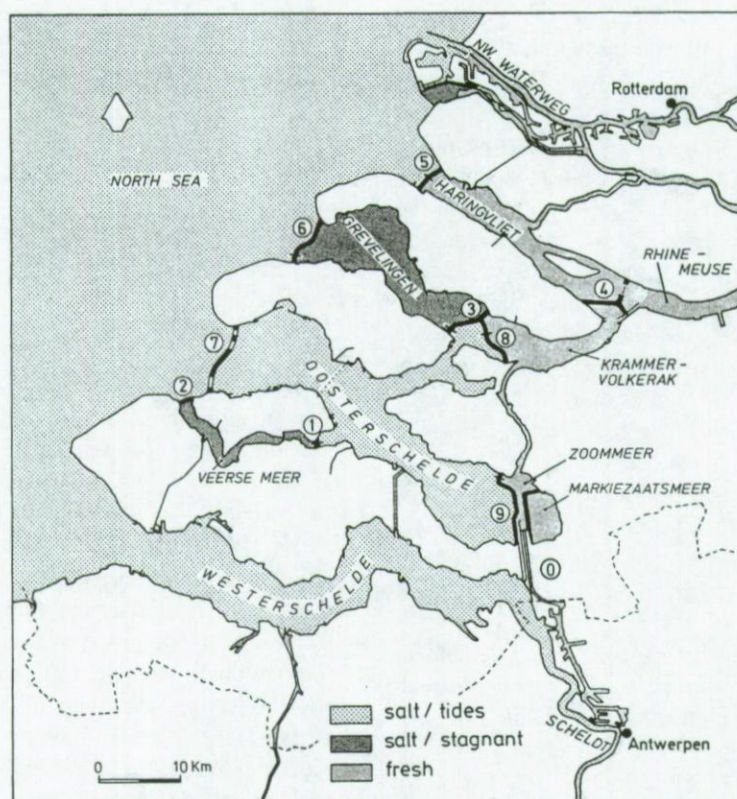 NW. WATERWEG
Rotterdam
NORTH SEA
5
HARINGVLIET
6
GREVELINGEN
RHINE -
MEUSE
4
3
8
7
KRAMMER -
VOLKERAK
2
OOSTERSCHELDE
1
ZOOMMEER
VEERSE MEER
MARKIEZAATSMEER
9
0
WESTERSCHELDE
salt / tides
salt / stagnant
fresh
SCHELDT
Antwerpen
0 10 Km